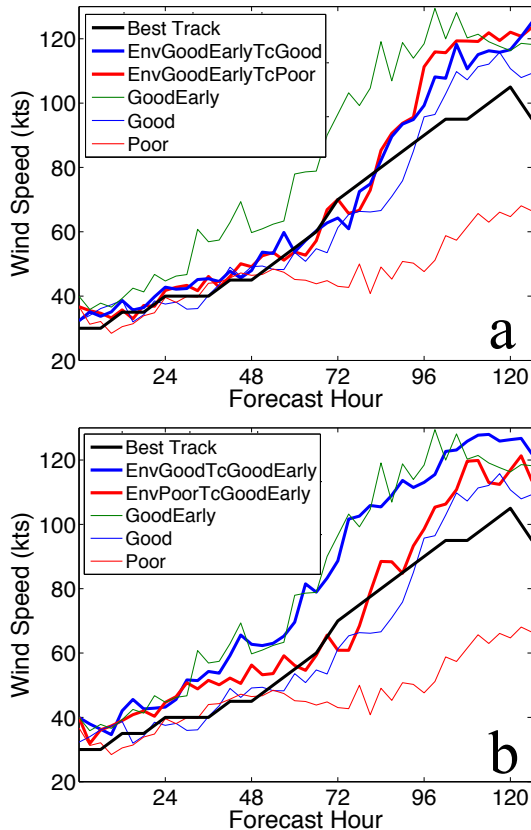 120
100
80
60
40
20
Wind Speed (kts)
Best Track
EnvGoodEarlyTcGood
EnvGoodEarlyTcPoor
GoodEarly
Good
Poor
a
24 48 72 96 120
Forecast Hour
120
100
80
60
40
20
Wind Speed (kts)
Best Track
EnvGoodTcGoodEarly
EnvPoorTcGoodEarly
GoodEarly
Good
Poor
b
24 48 72 96 120
Forecast Hour